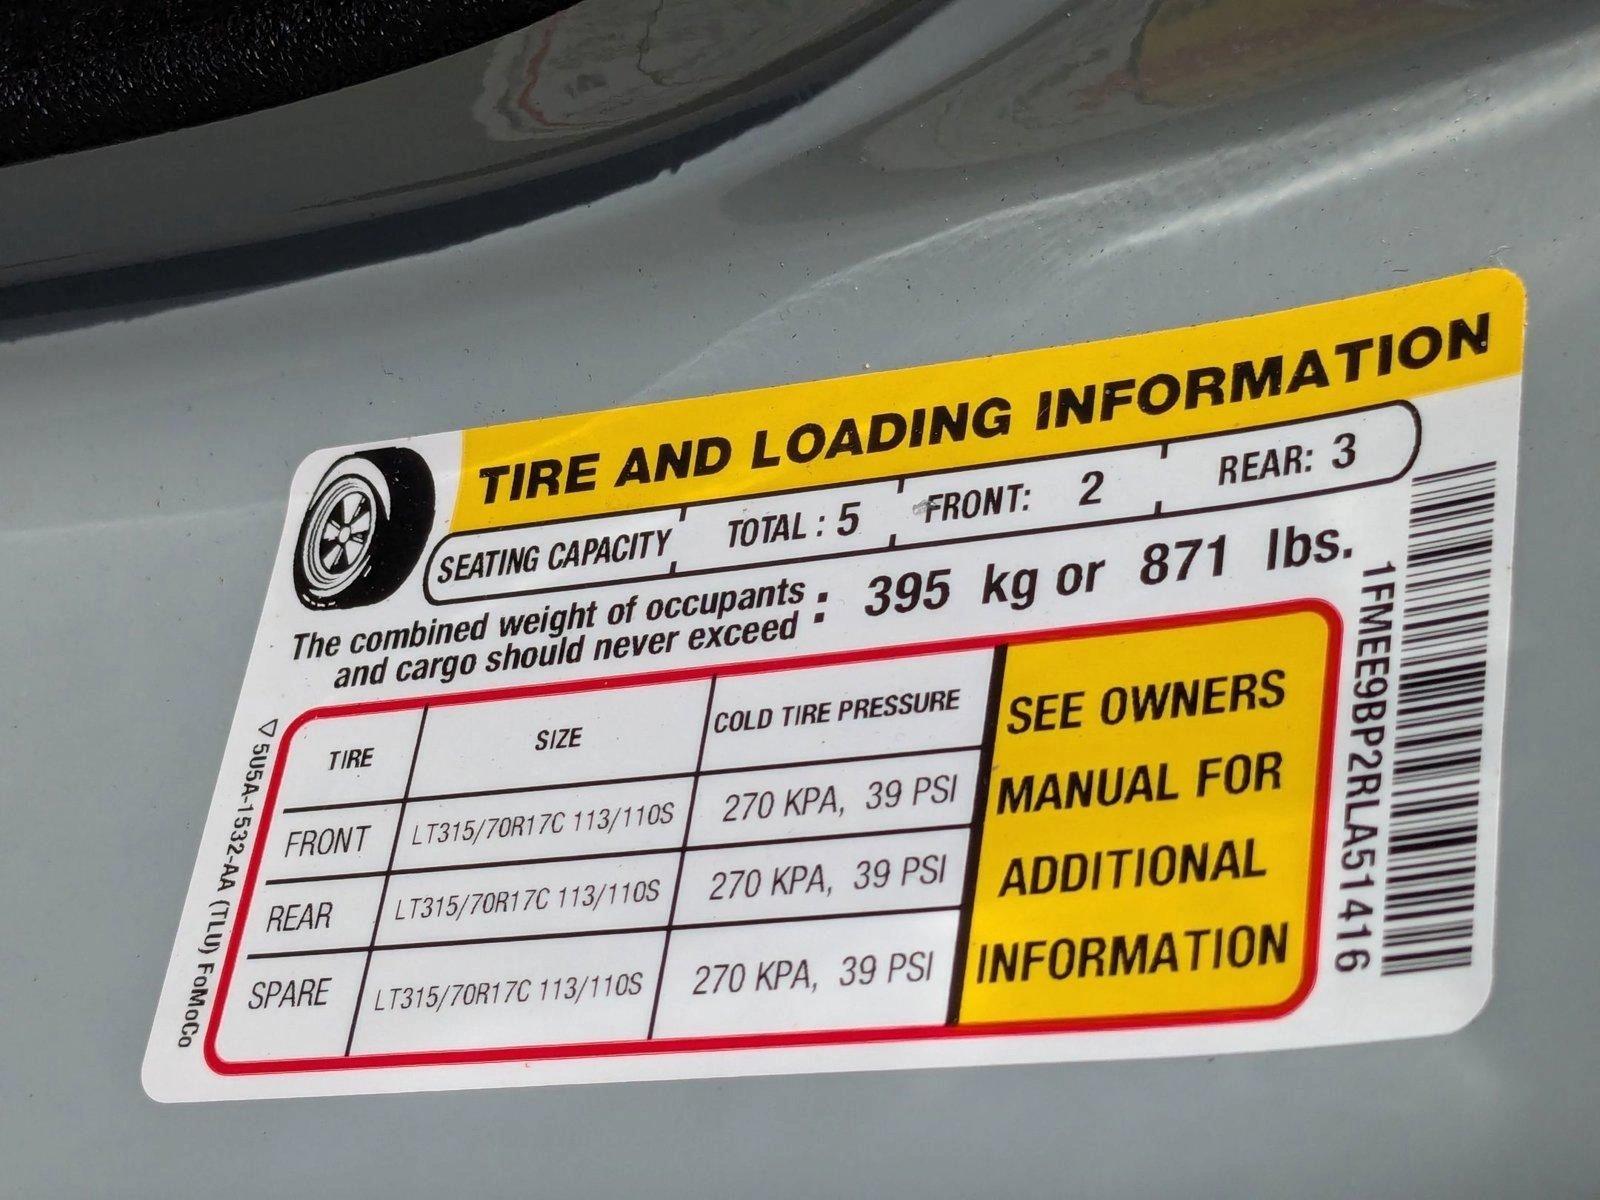 TIRE AND LOADING INFORMATION
SEATING CAPACITY TOTAL : 5 FRONT: 2 REAR: 3
The combined weight of occupants
and cargo should never exceed : 395 kg or 871 lbs.
TIRE SIZE COLD TIRE PRESSURE
FRONT LT315/70R17C 113/110S 270 KPA, 39 PSI
REAR LT315/70R17C 113/110S 270 KPA, 39 PSI
SPARE LT315/70R17C 113/110S 270 KPA, 39 PSI
SEE OWNERS
MANUAL FOR
ADDITIONAL
INFORMATION
1FMEE9BP2RLA51416
5U5A-1532-AA (TLU) FoMoCo